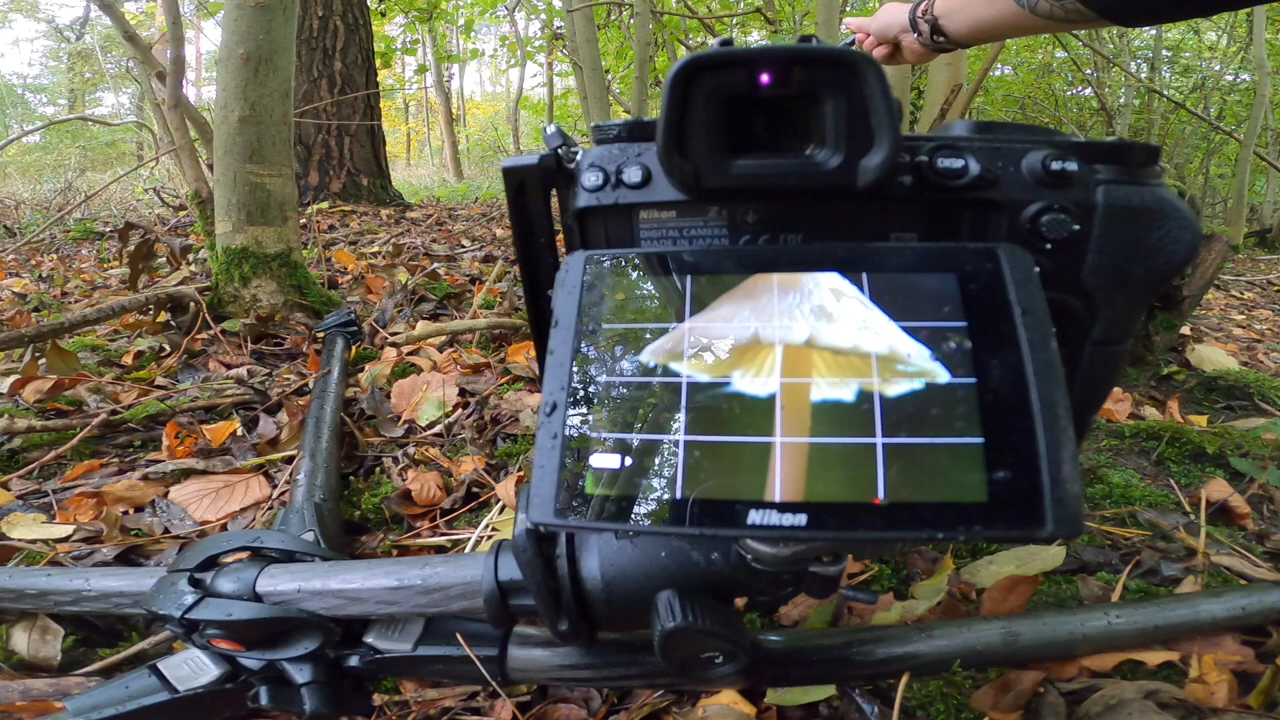 DISP
AF-ON
Nikon
DIGITAL CAMERA
MADE IN JAPAN
Nikon